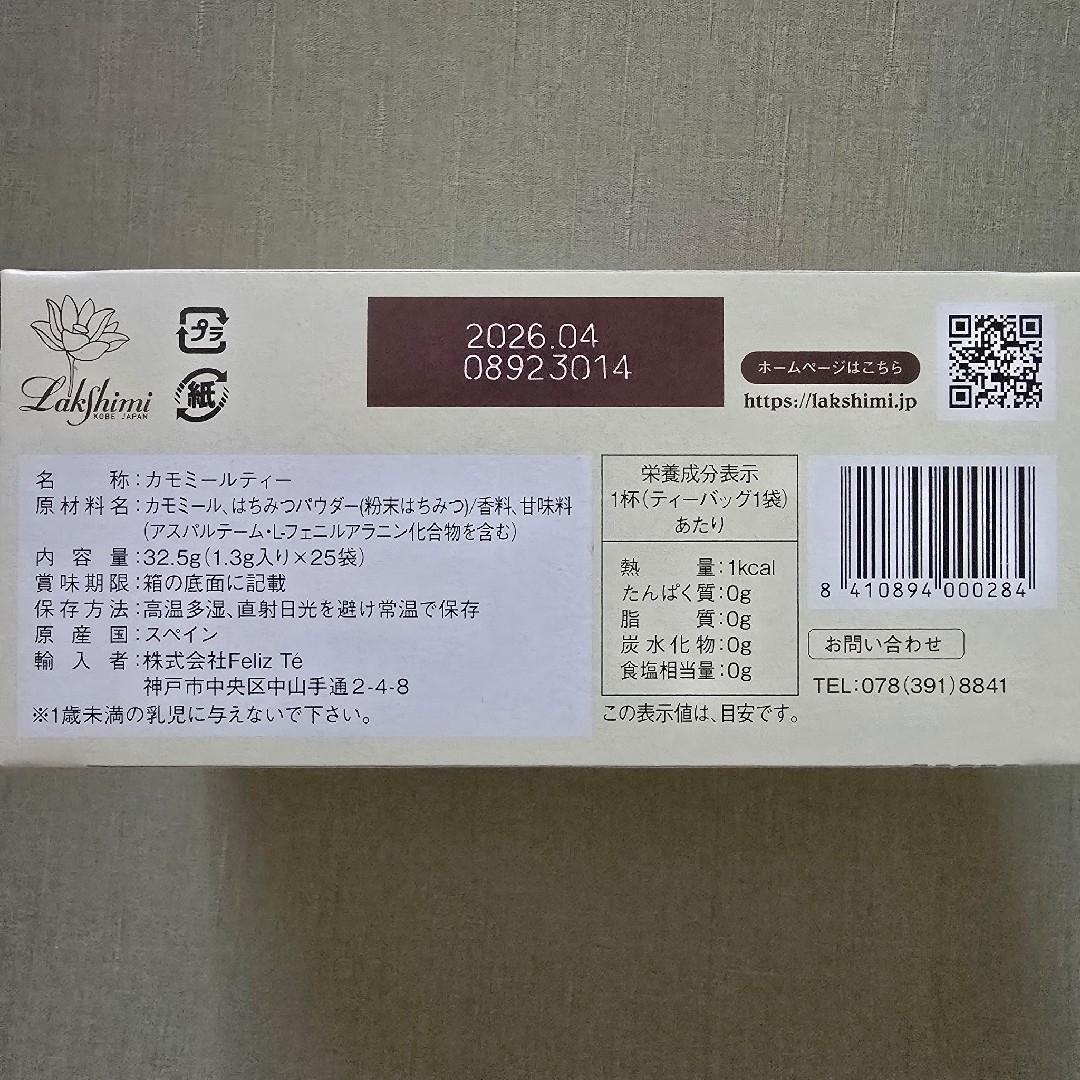 Lakshimi
KOBE JAPAN
プラ
紙
2026.04
08923014
ホームページはこちら
https://lakshimi.jp
名称:カモミールティー
原材料名:カモミール、はちみつパウダー(粉末はちみつ)/香料、甘味料
(アスパルテーム・L-フェニルアラニン化合物を含む)
内容量:32.5g(1.3g入り×25袋)
賞味期限:箱の底面に記載
保存方法:高温多湿、直射日光を避け常温で保存
原産国:スペイン
輸入者:株式会社Feliz Té
神戸市中央区中山手通2-4-8
※1歳未満の乳児に与えないで下さい。
栄養成分表示
1杯(ティーバッグ1袋)
あたり
熱量:1kcal
たんぱく質:0g
脂質:0g
炭水化物:0g
食塩相当量:0g
この表示値は、目安です。
8 410894 000284
お問い合わせ
TEL:078(391)8841